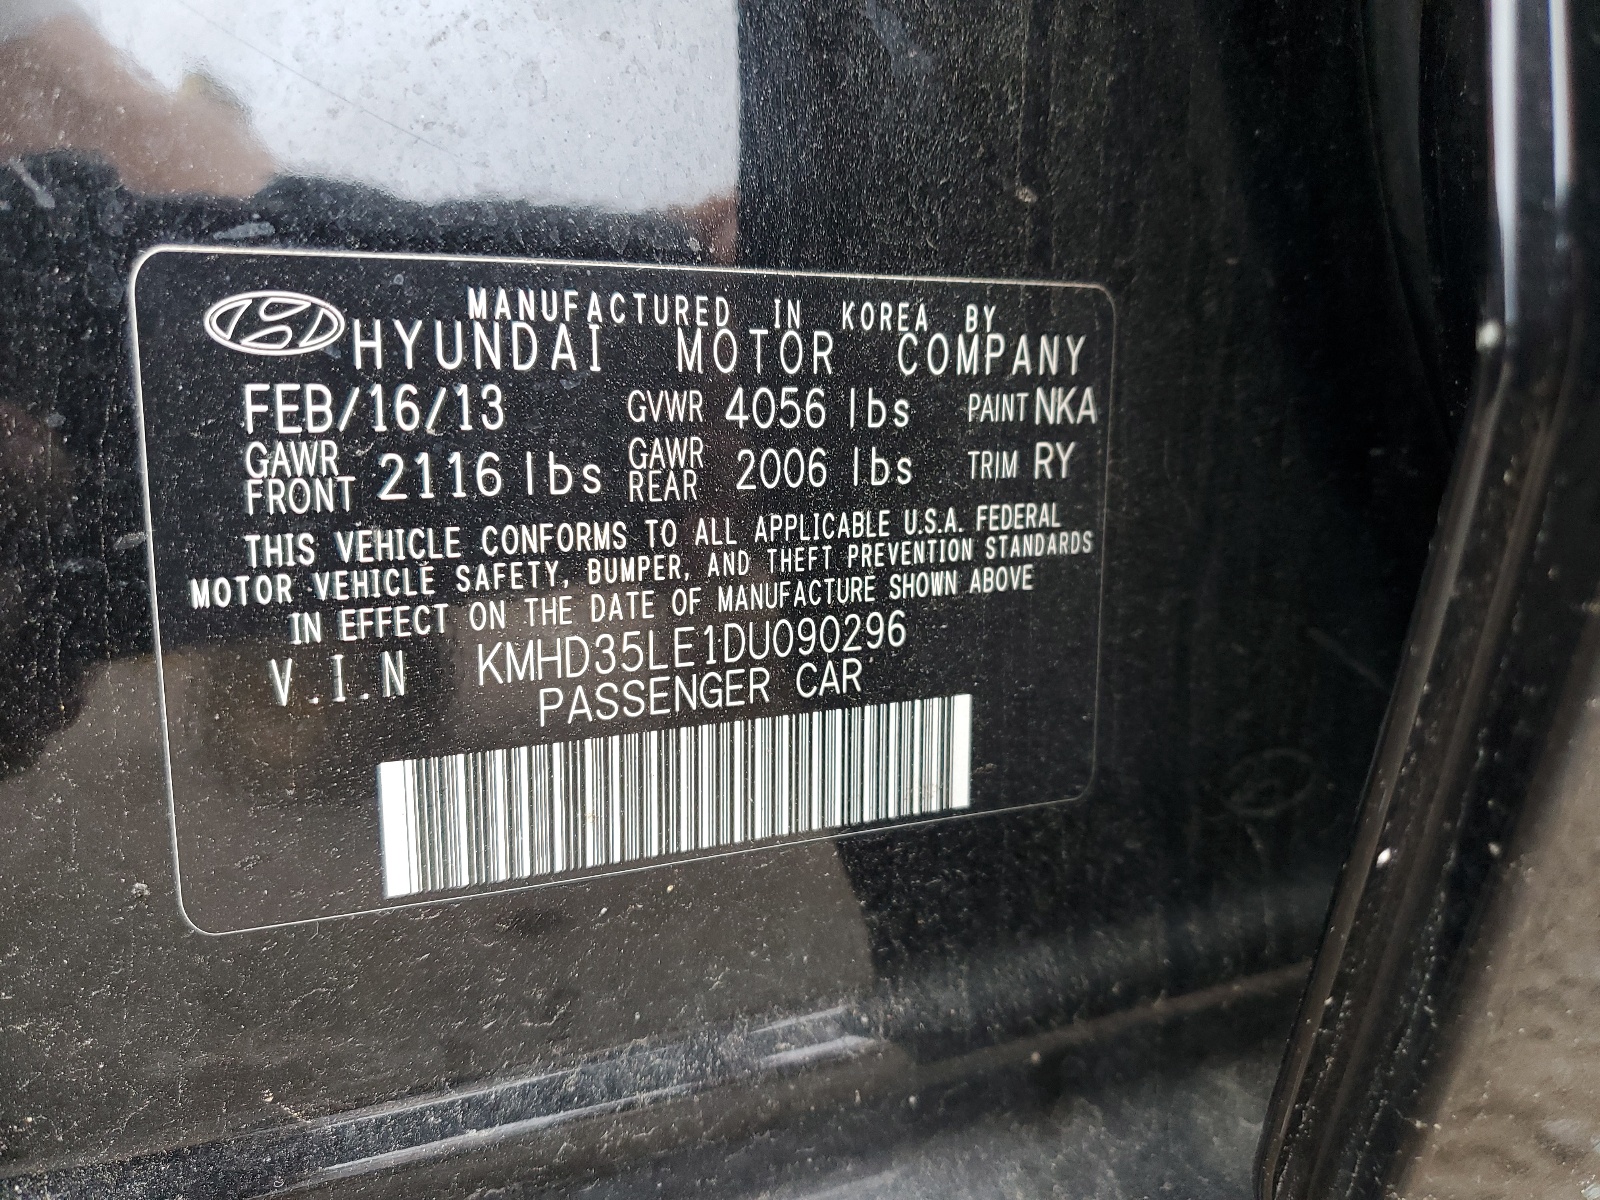 MANUFACTURED IN KOREA BY
HYUNDAI MOTOR COMPANY
FEB/16/13 GVWR 4056 lbs PAINT NKA
GAWR FRONT 2116 lbs GAWR REAR 2006 lbs TRIM RY
THIS VEHICLE CONFORMS TO ALL APPLICABLE U.S.A. FEDERAL
MOTOR VEHICLE SAFETY, BUMPER, AND THEFT PREVENTION STANDARDS
IN EFFECT ON THE DATE OF MANUFACTURE SHOWN ABOVE
V.I.N KMHD35LE1DU090296
PASSENGER CAR